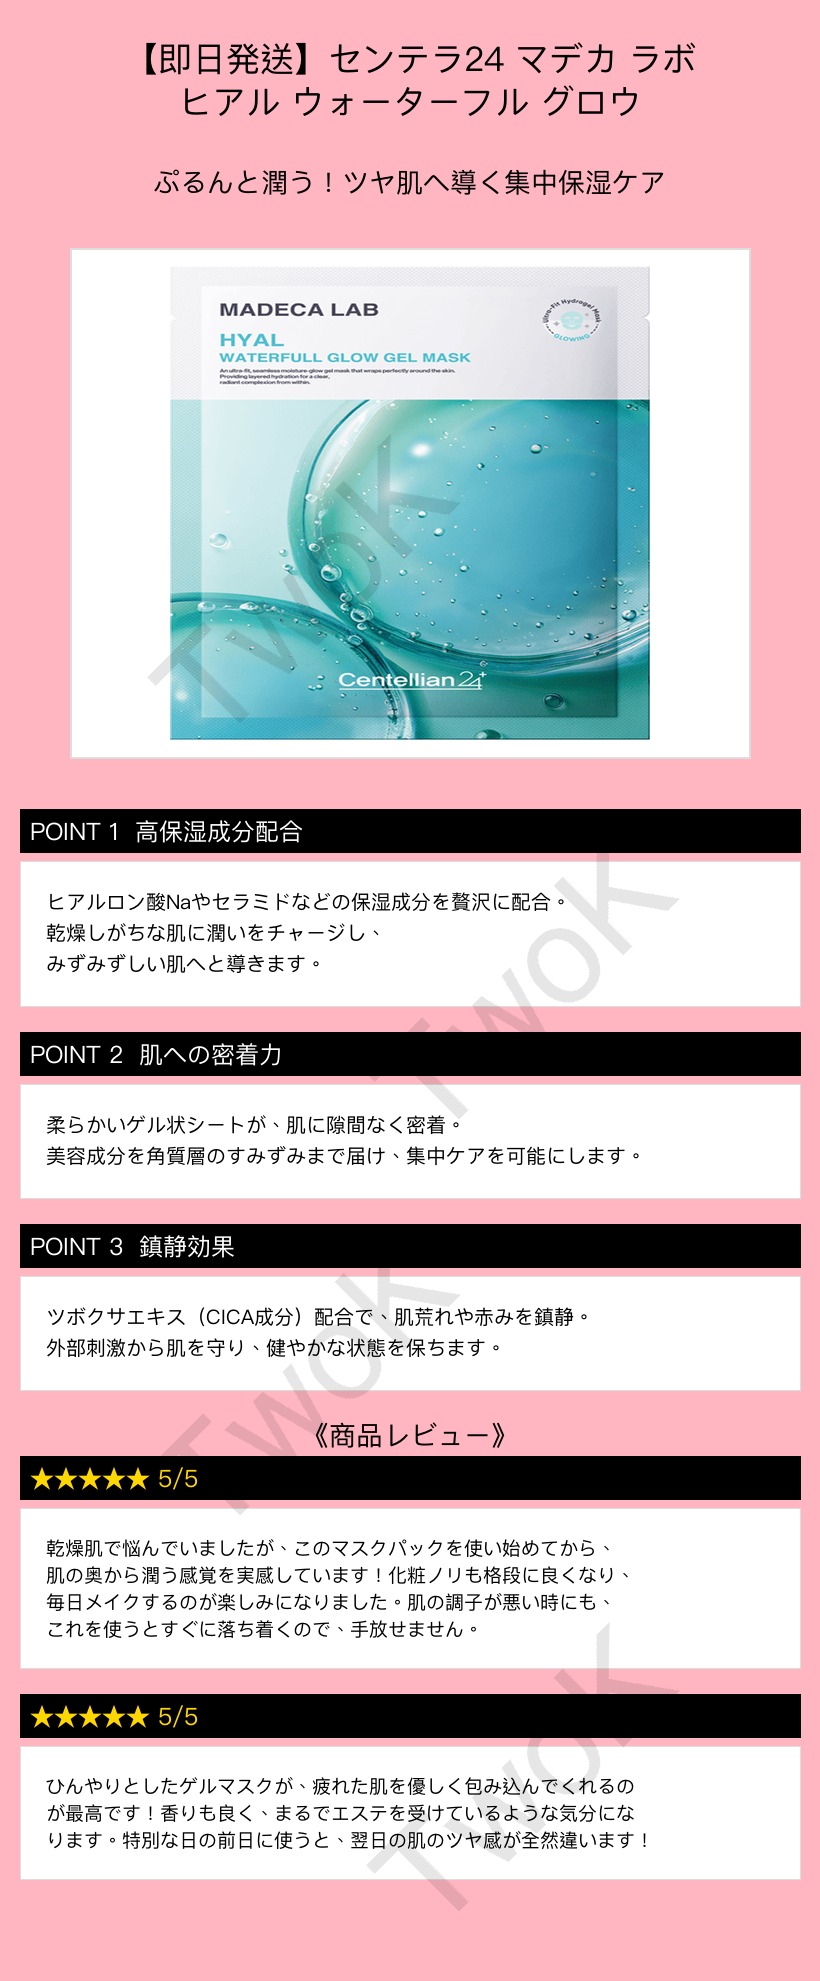 【即日発送】センテラ24 マデカ ラボ
ヒアル ウォーターフル グロウ
ぷるんと潤う！ツヤ肌へ導く集中保湿ケア
MADECA LAB
HYAL
WATERFULL GLOW GEL MASK
An ultra-fit, seamless moisture-glow gel mask that wraps perfectly around the skin.
Providing layered hydration for a clear,
radiant complexion from within.
Ultra-Fit Hydrogel Mask
GLOWING
Centellian24+
TwoK
POINT 1 高保湿成分配合
ヒアルロン酸Naやセラミドなどの保湿成分を贅沢に配合。
乾燥しがちな肌に潤いをチャージし、
みずみずしい肌へと導きます。
TwoK
POINT 2 肌への密着力
柔らかいゲル状シートが、肌に隙間なく密着。
美容成分を角質層のすみずみまで届け、集中ケアを可能にします。
POINT 3 鎮静効果
ツボクサエキス（CICA成分）配合で、肌荒れや赤みを鎮静。
外部刺激から肌を守り、健やかな状態を保ちます。
TwoK
《商品レビュー》
★★★★★ 5/5
乾燥肌で悩んでいましたが、このマスクパックを使い始めてから、
肌の奥から潤う感覚を実感しています！化粧ノリも格段に良くなり、
毎日メイクするのが楽しみになりました。肌の調子が悪い時にも、
これを使うとすぐに落ち着くので、手放せません。
★★★★★ 5/5
ひんやりとしたゲルマスクが、疲れた肌を優しく包み込んでくれるの
が最高です！香りも良く、まるでエステを受けているような気分にな
ります。特別な日の前日に使うと、翌日の肌のツヤ感が全然違います！
TwoK